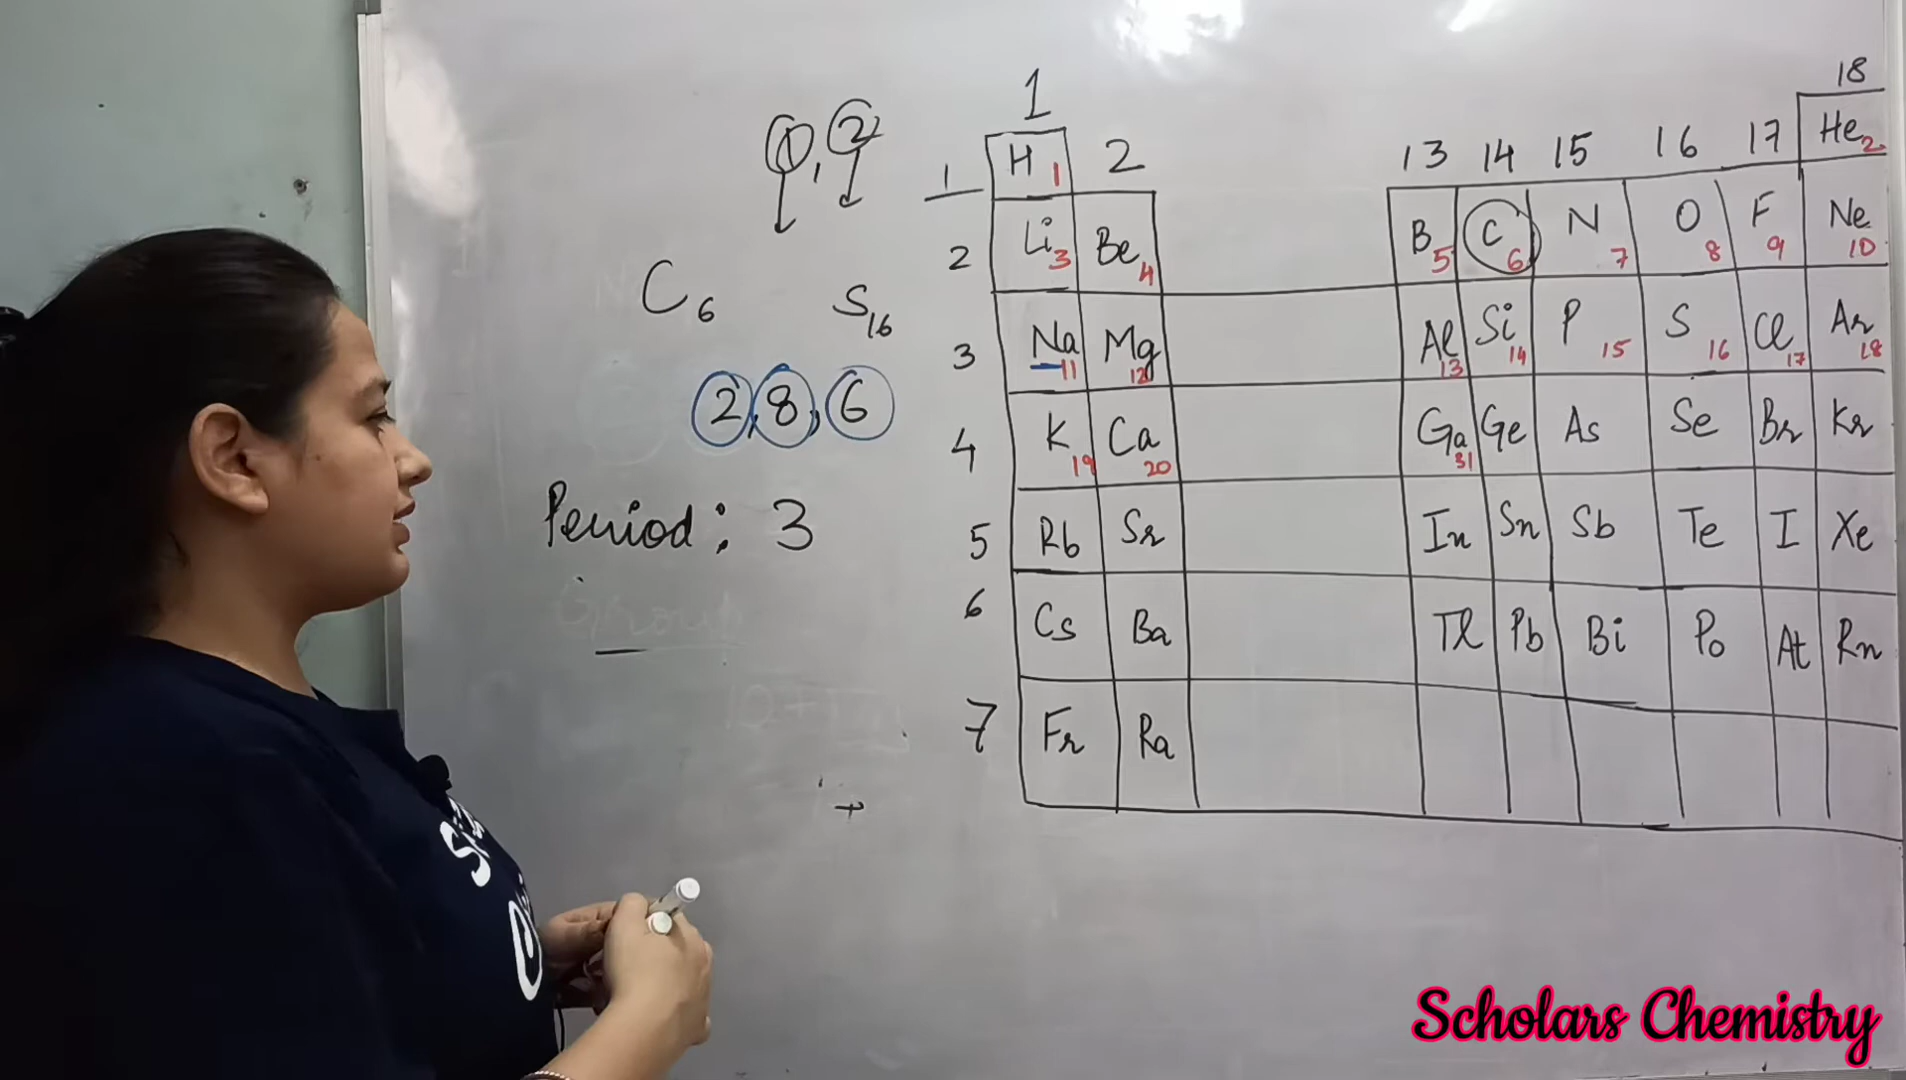 1, 2
C6 S16
2, 8, 6
Period: 3
Group
1 18
1 H 1 2 13 14 15 16 17 He 2
2 Li 3 Be 4 B 5 C 6 N 7 O 8 F 9 Ne 10
3 Na 11 Mg 12 Al 13 Si 14 P 15 S 16 Cl 17 Ar 18
4 K 19 Ca 20 Ga 31 Ge As Se Br Kr
5 Rb Sr In Sn Sb Te I Xe
6 Cs Ba Tl Pb Bi Po At Rn
7 Fr Ra
Scholars Chemistry